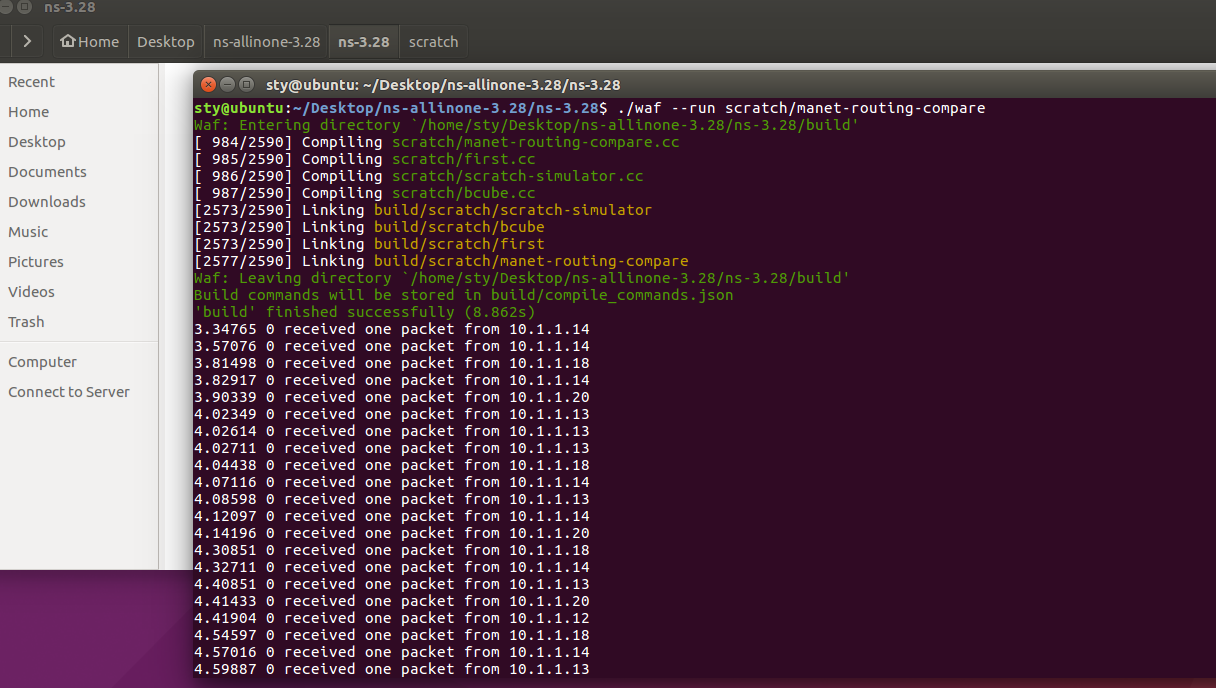 ns-3.28
Home Desktop ns-allinone-3.28 ns-3.28 scratch
Recent
Home
Desktop
Documents
Downloads
Music
Pictures
Videos
Trash
Computer
Connect to Server
sty@ubuntu: ~/Desktop/ns-allinone-3.28/ns-3.28
sty@ubuntu:~/Desktop/ns-allinone-3.28/ns-3.28$ ./waf --run scratch/manet-routing-compare
Waf: Entering directory `/home/sty/Desktop/ns-allinone-3.28/ns-3.28/build'
[ 984/2590] Compiling scratch/manet-routing-compare.cc
[ 985/2590] Compiling scratch/first.cc
[ 986/2590] Compiling scratch/scratch-simulator.cc
[ 987/2590] Compiling scratch/bcube.cc
[2573/2590] Linking build/scratch/scratch-simulator
[2573/2590] Linking build/scratch/bcube
[2573/2590] Linking build/scratch/first
[2577/2590] Linking build/scratch/manet-routing-compare
Waf: Leaving directory `/home/sty/Desktop/ns-allinone-3.28/ns-3.28/build'
Build commands will be stored in build/compile_commands.json
'build' finished successfully (8.862s)
3.34765 0 received one packet from 10.1.1.14
3.57076 0 received one packet from 10.1.1.14
3.81498 0 received one packet from 10.1.1.18
3.82917 0 received one packet from 10.1.1.14
3.90339 0 received one packet from 10.1.1.20
4.02349 0 received one packet from 10.1.1.13
4.02614 0 received one packet from 10.1.1.13
4.02711 0 received one packet from 10.1.1.13
4.04438 0 received one packet from 10.1.1.18
4.07116 0 received one packet from 10.1.1.14
4.08598 0 received one packet from 10.1.1.13
4.12097 0 received one packet from 10.1.1.14
4.14196 0 received one packet from 10.1.1.20
4.30851 0 received one packet from 10.1.1.18
4.32711 0 received one packet from 10.1.1.14
4.40851 0 received one packet from 10.1.1.13
4.41433 0 received one packet from 10.1.1.20
4.41904 0 received one packet from 10.1.1.12
4.54597 0 received one packet from 10.1.1.18
4.57016 0 received one packet from 10.1.1.14
4.59887 0 received one packet from 10.1.1.13